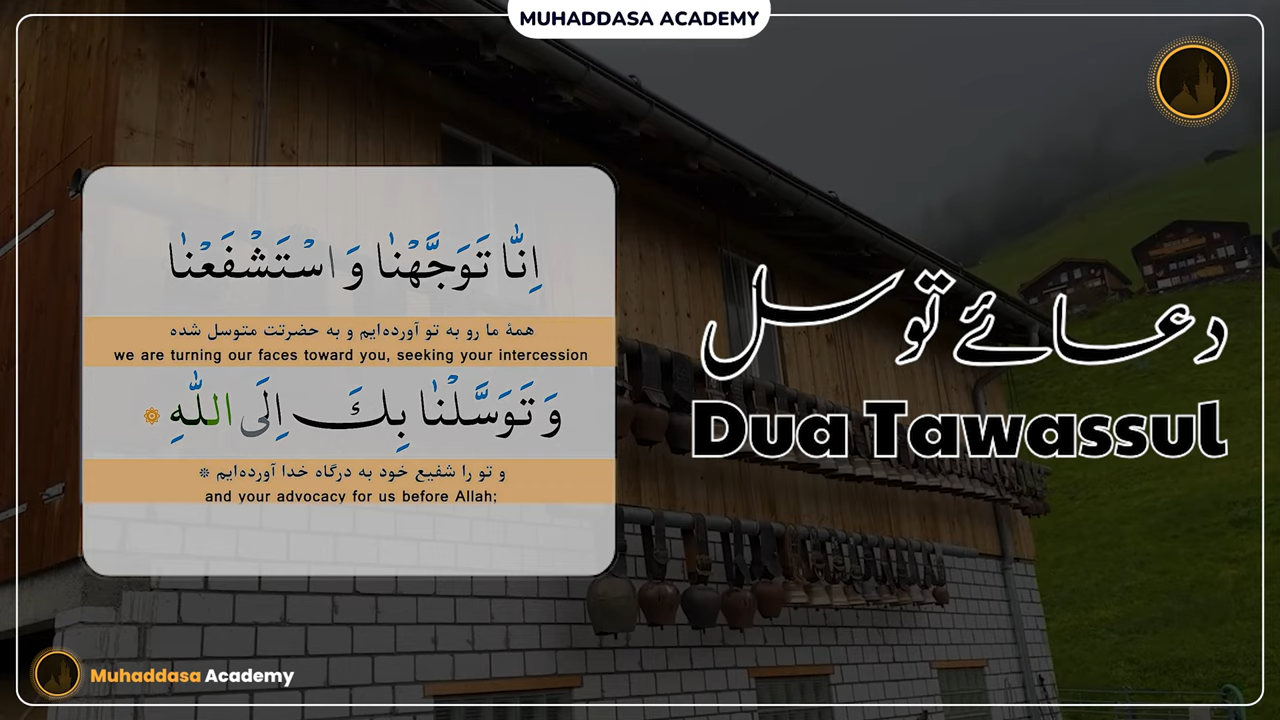 MUHADDASA ACADEMY
اِنّٰا تَوَجَّهْنٰا وَ اسْتَشْفَعْنٰا
همهٔ ما رو به تو آورده‌ایم و به حضرتت متوسل شده
we are turning our faces toward you, seeking your intercession
وَ تَوَسَّلْنٰا بِكَ اِلَى اللّٰهِ ۞
و تو را شفیع خود به درگاه خدا آورده‌ایم *
and your advocacy for us before Allah;
دعائے توسل
Dua Tawassul
Muhaddasa Academy